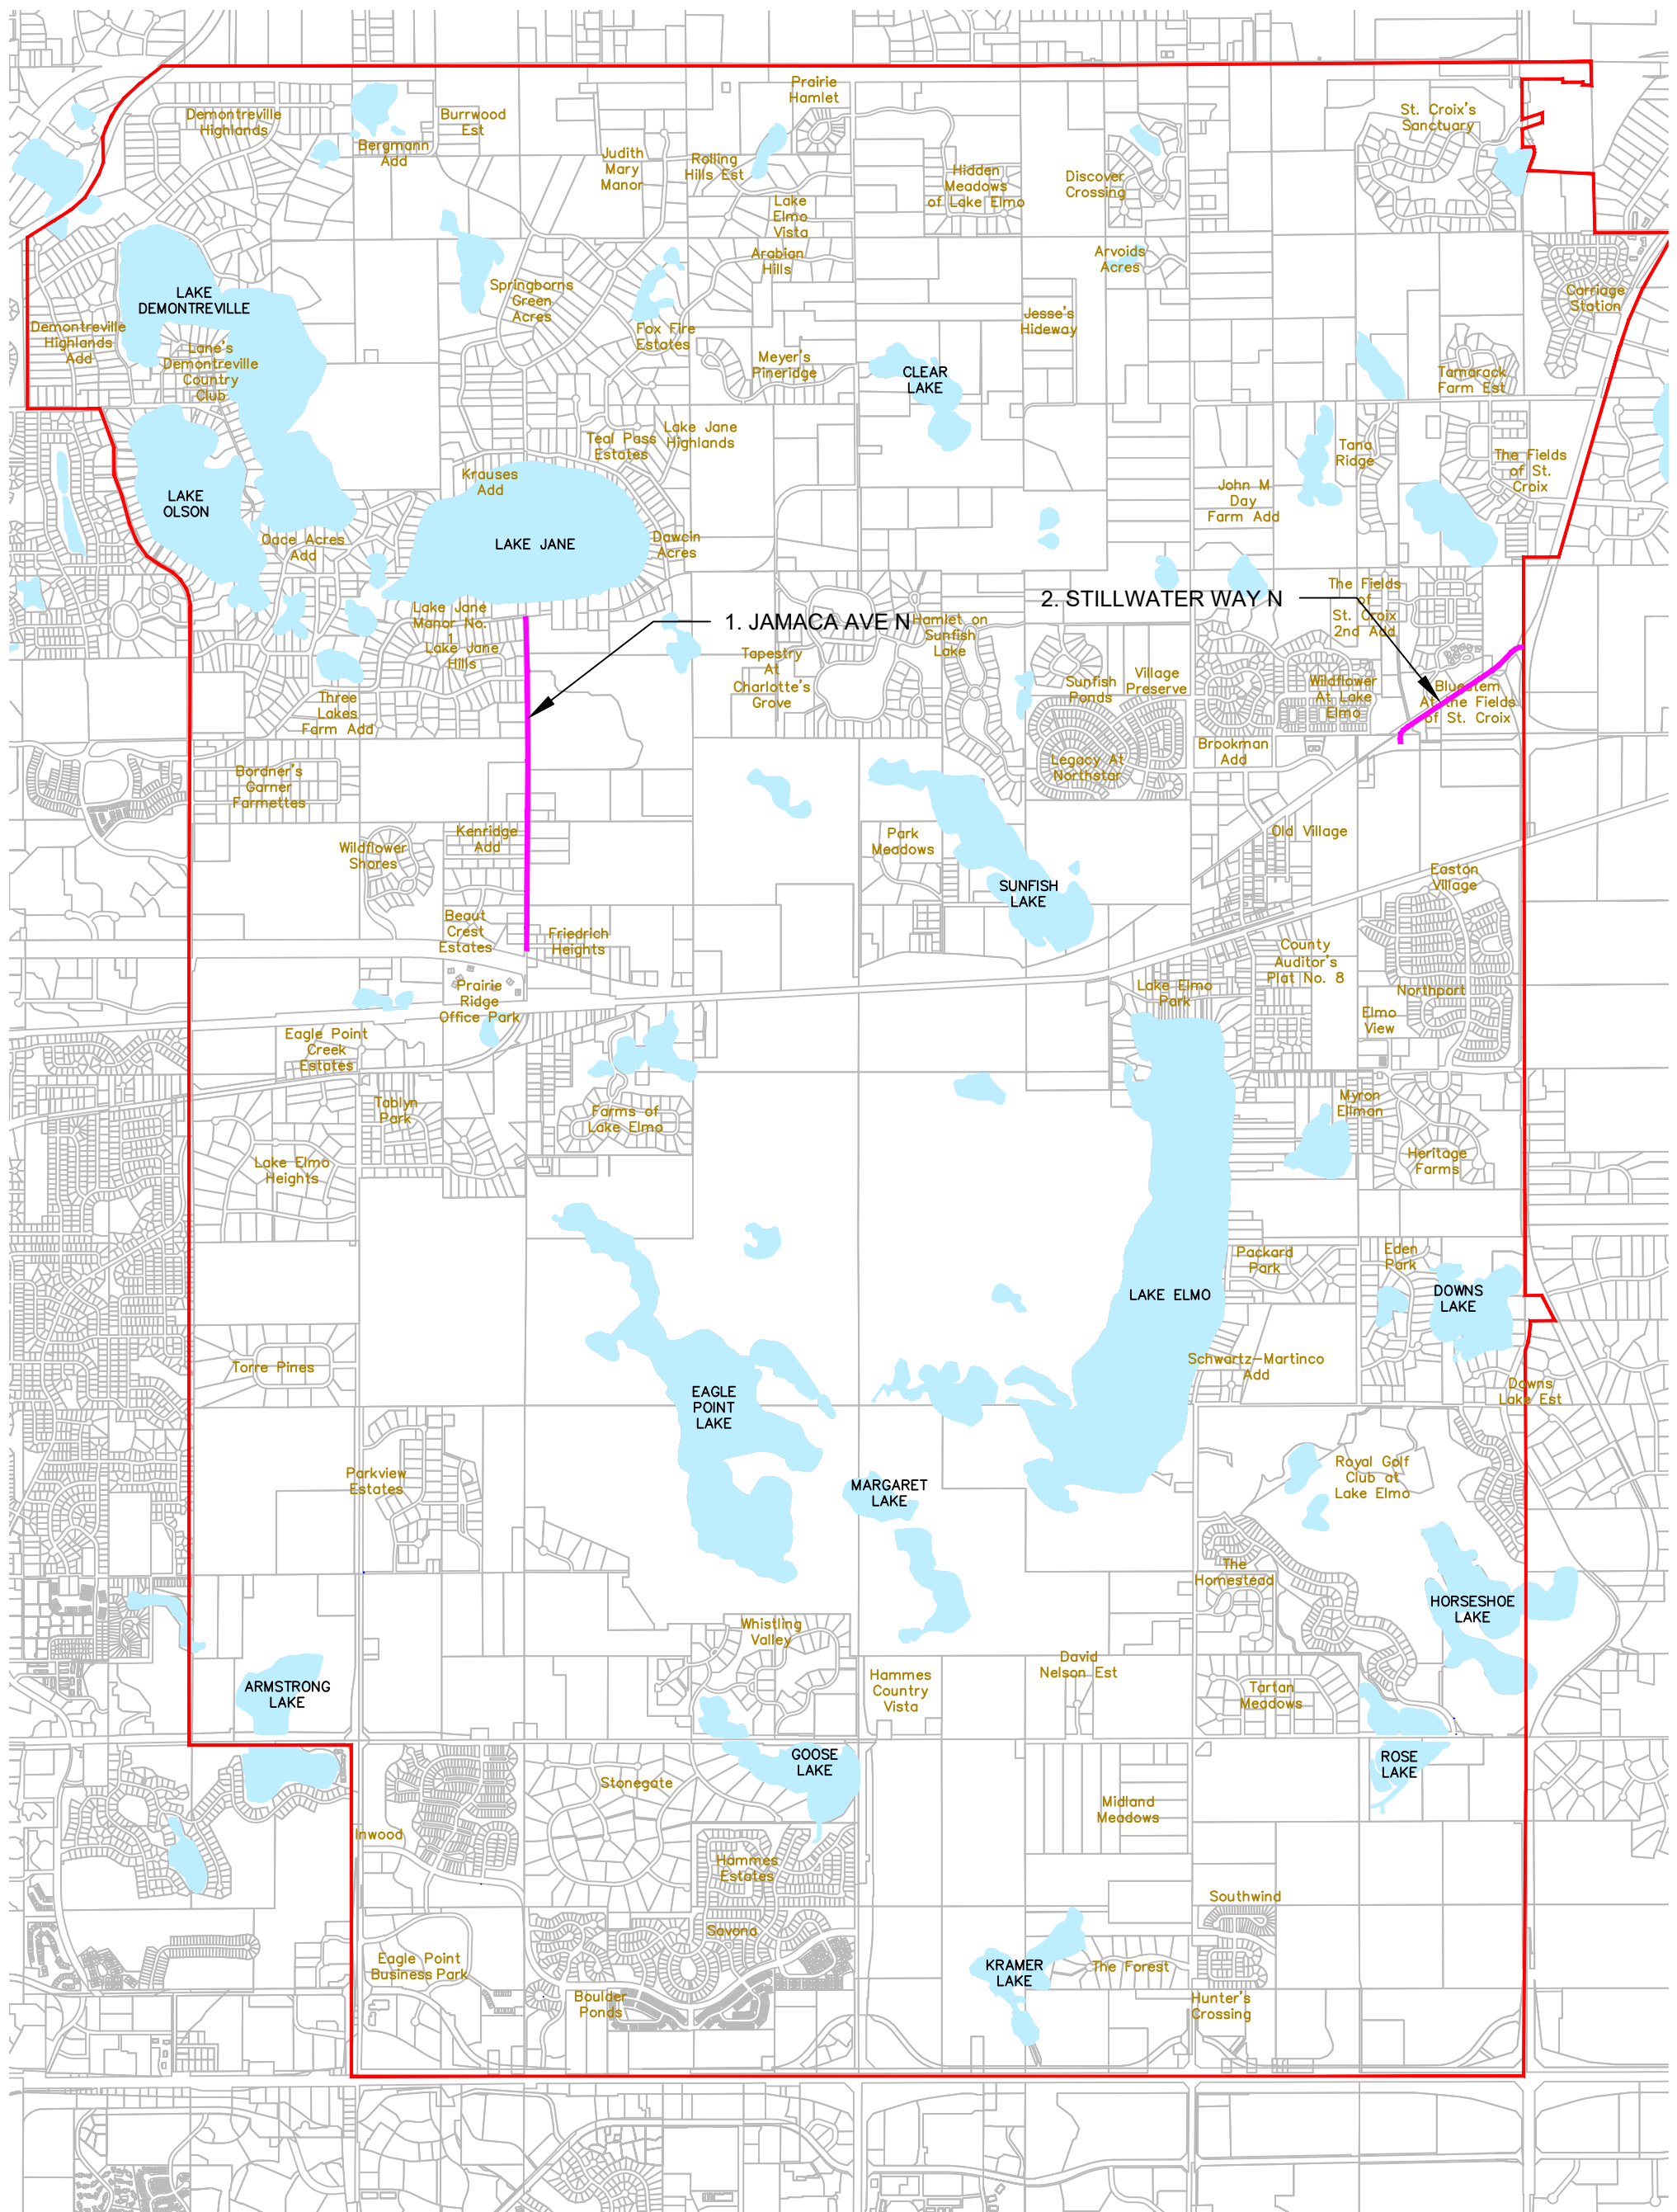 Prairie
Hamlet
Demontreville
Highlands
Burrwood
Est
Bergmann
Add
St. Croix's
Sanctuary
Judith
Mary
Manor
Rolling
Hills Est
Hidden
Meadows
of Lake Elmo
Discover
Crossing
Lake
Elmo
Vista
Arabian
Hills
Arvoids
Acres
LAKE
DEMONTREVILLE
Springborns
Green
Acres
Carriage
Station
Demontreville
Highlands
Add
Lane's
Demontreville
Country
Club
Fox Fire
Estates
Jesse's
Hideway
Meyer's
Pineridge
CLEAR
LAKE
Tamarack
Farm Est
Teal Pass
Estates
Lake Jane
Highlands
Krauses
Add
Tana
Ridge
The Fields
of St.
Croix
LAKE
OLSON
John M
Day
Farm Add
Oace Acres
Add
LAKE JANE
Dawcin
Acres
Lake Jane
Manor No.
1
Lake Jane
Hills
1. JAMACA AVE N
Hamlet on
Sunfish
Lake
2. STILLWATER WAY N
The Fields
of
St. Croix
2nd Add
Tapestry
At
Charlotte's
Grove
Sunfish
Ponds
Village
Preserve
Wildflower
At Lake
Elmo
Bluestem
At the Fields
of St. Croix
Three
Lakes
Farm Add
Legacy At
Northstar
Brookman
Add
Bordner's
Garner
Farmettes
Wildflower
Shores
Kenridge
Add
Park
Meadows
Old Village
SUNFISH
LAKE
Easton
Village
Beaut
Crest
Estates
Friedrich
Heights
County
Auditor's
Plat No. 8
Prairie
Ridge
Office Park
Lake Elmo
Park
Northport
Elmo
View
Eagle Point
Creek
Estates
Tablyn
Park
Farms of
Lake Elmo
Myron
Ellman
Lake Elmo
Heights
Heritage
Farms
Packard
Park
Eden
Park
LAKE ELMO
DOWNS
LAKE
Torre Pines
Schwartz-Martinco
Add
EAGLE
POINT
LAKE
Downs
Lake Est
Parkview
Estates
MARGARET
LAKE
Royal Golf
Club at
Lake Elmo
The
Homestead
HORSESHOE
LAKE
Whistling
Valley
ARMSTRONG
LAKE
Hammes
Country
Vista
David
Nelson Est
Tartan
Meadows
Stonegate
GOOSE
LAKE
ROSE
LAKE
Midland
Meadows
Inwood
Hammes
Estates
Southwind
Savona
Eagle Point
Business Park
KRAMER
LAKE
The Forest
Boulder
Ponds
Hunter's
Crossing